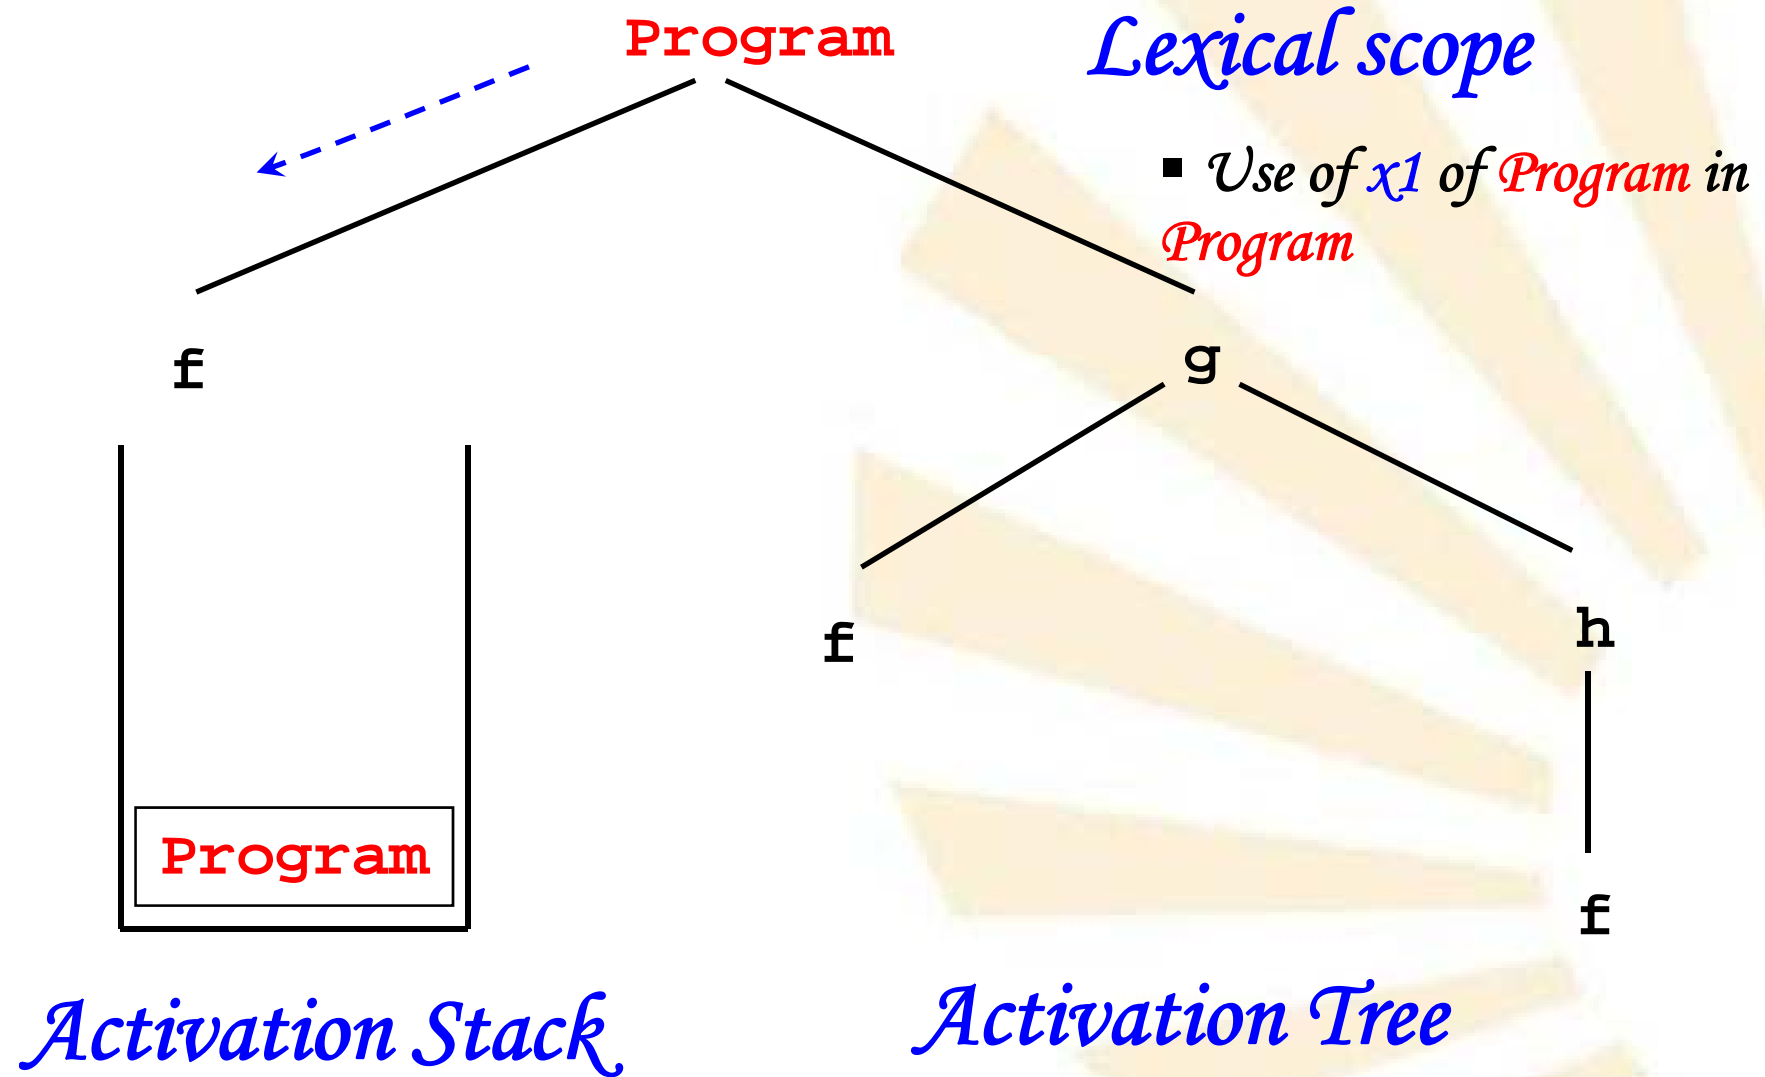 Program
Lexical scope
▪ Use of x1 of Program in
Program
f
g
f
h
Program
f
Activation Stack
Activation Tree